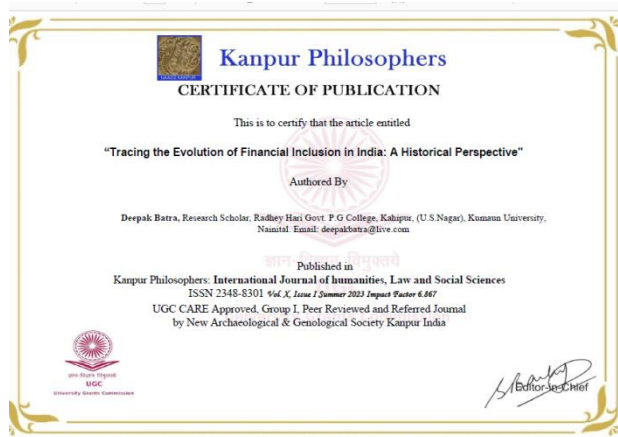 Kanpur Philosophers
CERTIFICATE OF PUBLICATION
This is to certify that the article entitled
“Tracing the Evolution of Financial Inclusion in India: A Historical Perspective”
Authored By
Deepak Batra, Research Scholar, Radhey Hari Govt. P.G College, Kahipur, (U.S.Nagar), Kumaun University,
Nainital. Email: deepakbatra@live.com
ज्ञान-विज्ञान विमुक्तये
Published in
Kanpur Philosophers: International Journal of humanities, Law and Social Sciences
ISSN 2348-8301 Vol. X, Issue I Summer 2023 Impact Factor 6.867
UGC CARE Approved, Group I, Peer Reviewed and Referred Journal
by New Archaeological & Genological Society Kanpur India
ज्ञान-विज्ञान विमुक्तये
UGC
University Grants Commission
Editor-in-Chief